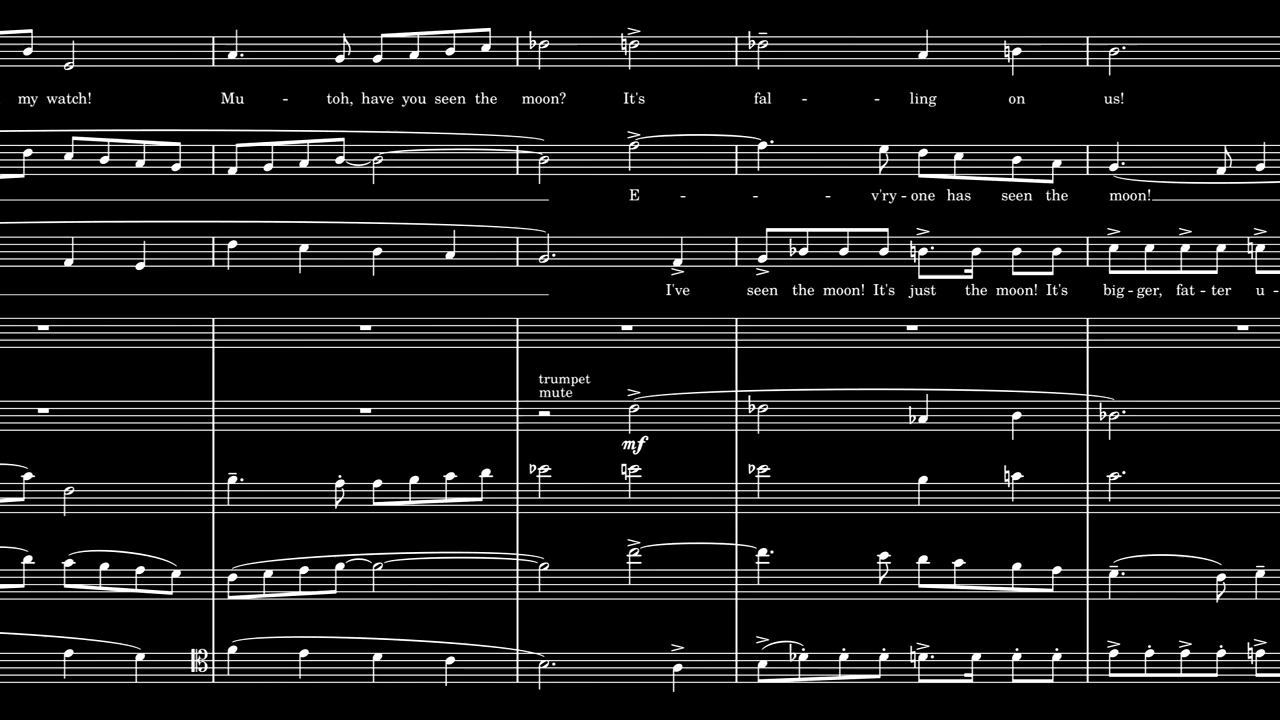 my watch! Mu - toh, have you seen the moon? It's fal - - ling on us!
E - - - v'ry - one has seen the moon!
I've seen the moon! It's just the moon! It's big - ger, fat - ter u -
trumpet
mute
mf